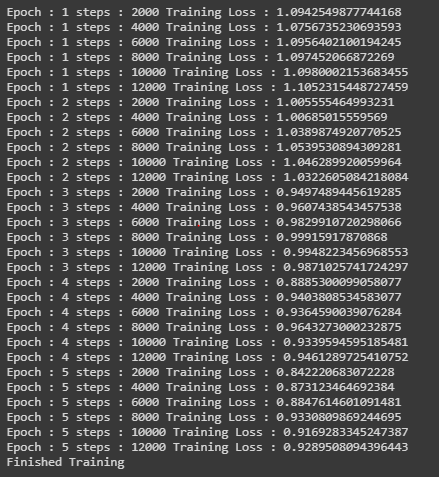 Epoch : 1 steps : 2000 Training Loss : 1.0942549877744168
Epoch : 1 steps : 4000 Training Loss : 1.0756735230693593
Epoch : 1 steps : 6000 Training Loss : 1.0956402100194245
Epoch : 1 steps : 8000 Training Loss : 1.097452066872269
Epoch : 1 steps : 10000 Training Loss : 1.0980002153683455
Epoch : 1 steps : 12000 Training Loss : 1.1052315448727459
Epoch : 2 steps : 2000 Training Loss : 1.005555464993231
Epoch : 2 steps : 4000 Training Loss : 1.00685015559569
Epoch : 2 steps : 6000 Training Loss : 1.0389874920770525
Epoch : 2 steps : 8000 Training Loss : 1.0539530894309281
Epoch : 2 steps : 10000 Training Loss : 1.046289920059964
Epoch : 2 steps : 12000 Training Loss : 1.0322605084218084
Epoch : 3 steps : 2000 Training Loss : 0.9497489445619285
Epoch : 3 steps : 4000 Training Loss : 0.9607438543457538
Epoch : 3 steps : 6000 Training Loss : 0.9829910720298066
Epoch : 3 steps : 8000 Training Loss : 0.99915917870868
Epoch : 3 steps : 10000 Training Loss : 0.9948223456968553
Epoch : 3 steps : 12000 Training Loss : 0.9871025741724297
Epoch : 4 steps : 2000 Training Loss : 0.8885300099058077
Epoch : 4 steps : 4000 Training Loss : 0.9403808534583077
Epoch : 4 steps : 6000 Training Loss : 0.9364590039076284
Epoch : 4 steps : 8000 Training Loss : 0.9643273000232875
Epoch : 4 steps : 10000 Training Loss : 0.9339594595185481
Epoch : 4 steps : 12000 Training Loss : 0.9461289725410752
Epoch : 5 steps : 2000 Training Loss : 0.842220683072228
Epoch : 5 steps : 4000 Training Loss : 0.873123464692384
Epoch : 5 steps : 6000 Training Loss : 0.8847614601091481
Epoch : 5 steps : 8000 Training Loss : 0.9330809869244695
Epoch : 5 steps : 10000 Training Loss : 0.9169283345247387
Epoch : 5 steps : 12000 Training Loss : 0.9289508094396443
Finished Training